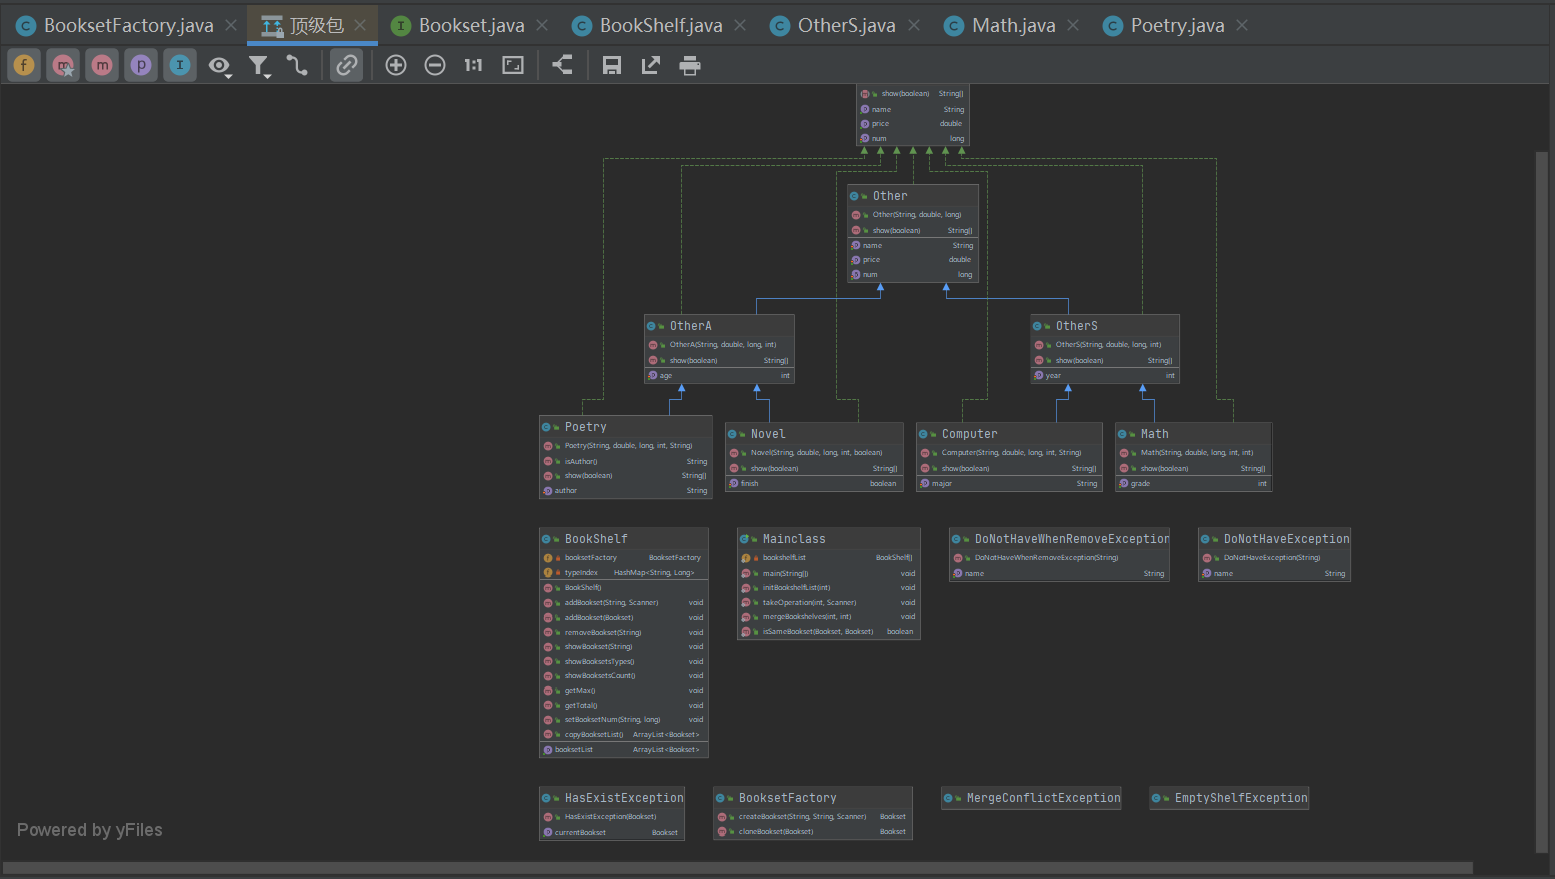 BooksetFactory.java
顶级包
Bookset.java
BookShelf.java
OtherS.java
Math.java
Poetry.java
1:1
show(boolean) String[]
name String
price double
num long
Other
Other(String, double, long)
show(boolean) String[]
name String
price double
num long
OtherA
OtherA(String, double, long, int)
show(boolean) String[]
age int
OtherS
OtherS(String, double, long, int)
show(boolean) String[]
year int
Poetry
Poetry(String, double, long, int, String)
isAuthor() String
show(boolean) String[]
author String
Novel
Novel(String, double, long, int, boolean)
show(boolean) String[]
finish boolean
Computer
Computer(String, double, long, int, String)
show(boolean) String[]
major String
Math
Math(String, double, long, int, int)
show(boolean) String[]
grade int
BookShelf
booksetFactory BooksetFactory
typeIndex HashMap<String, Long>
BookShelf()
addBookset(String, Scanner) void
addBookset(Bookset) void
removeBookset(String) void
showBookset(String) void
showBooksetsTypes() void
showBooksetsCount() void
getMax() void
getTotal() void
setBooksetNum(String, long) void
copyBooksetList() ArrayList<Bookset>
booksetList ArrayList<Bookset>
Mainclass
bookshelfList BookShelf[]
main(String[]) void
initBookshelfList(int) void
takeOperation(int, Scanner) void
mergeBookshelves(int, int) void
isSameBookset(Bookset, Bookset) boolean
DoNotHaveWhenRemoveException
DoNotHaveWhenRemoveException(String)
name String
DoNotHaveException
DoNotHaveException(String)
name String
HasExistException
HasExistException(Bookset)
currentBookset Bookset
BooksetFactory
createBookset(String, String, Scanner) Bookset
cloneBookset(Bookset) Bookset
MergeConflictException
EmptyShelfException
Powered by yFiles